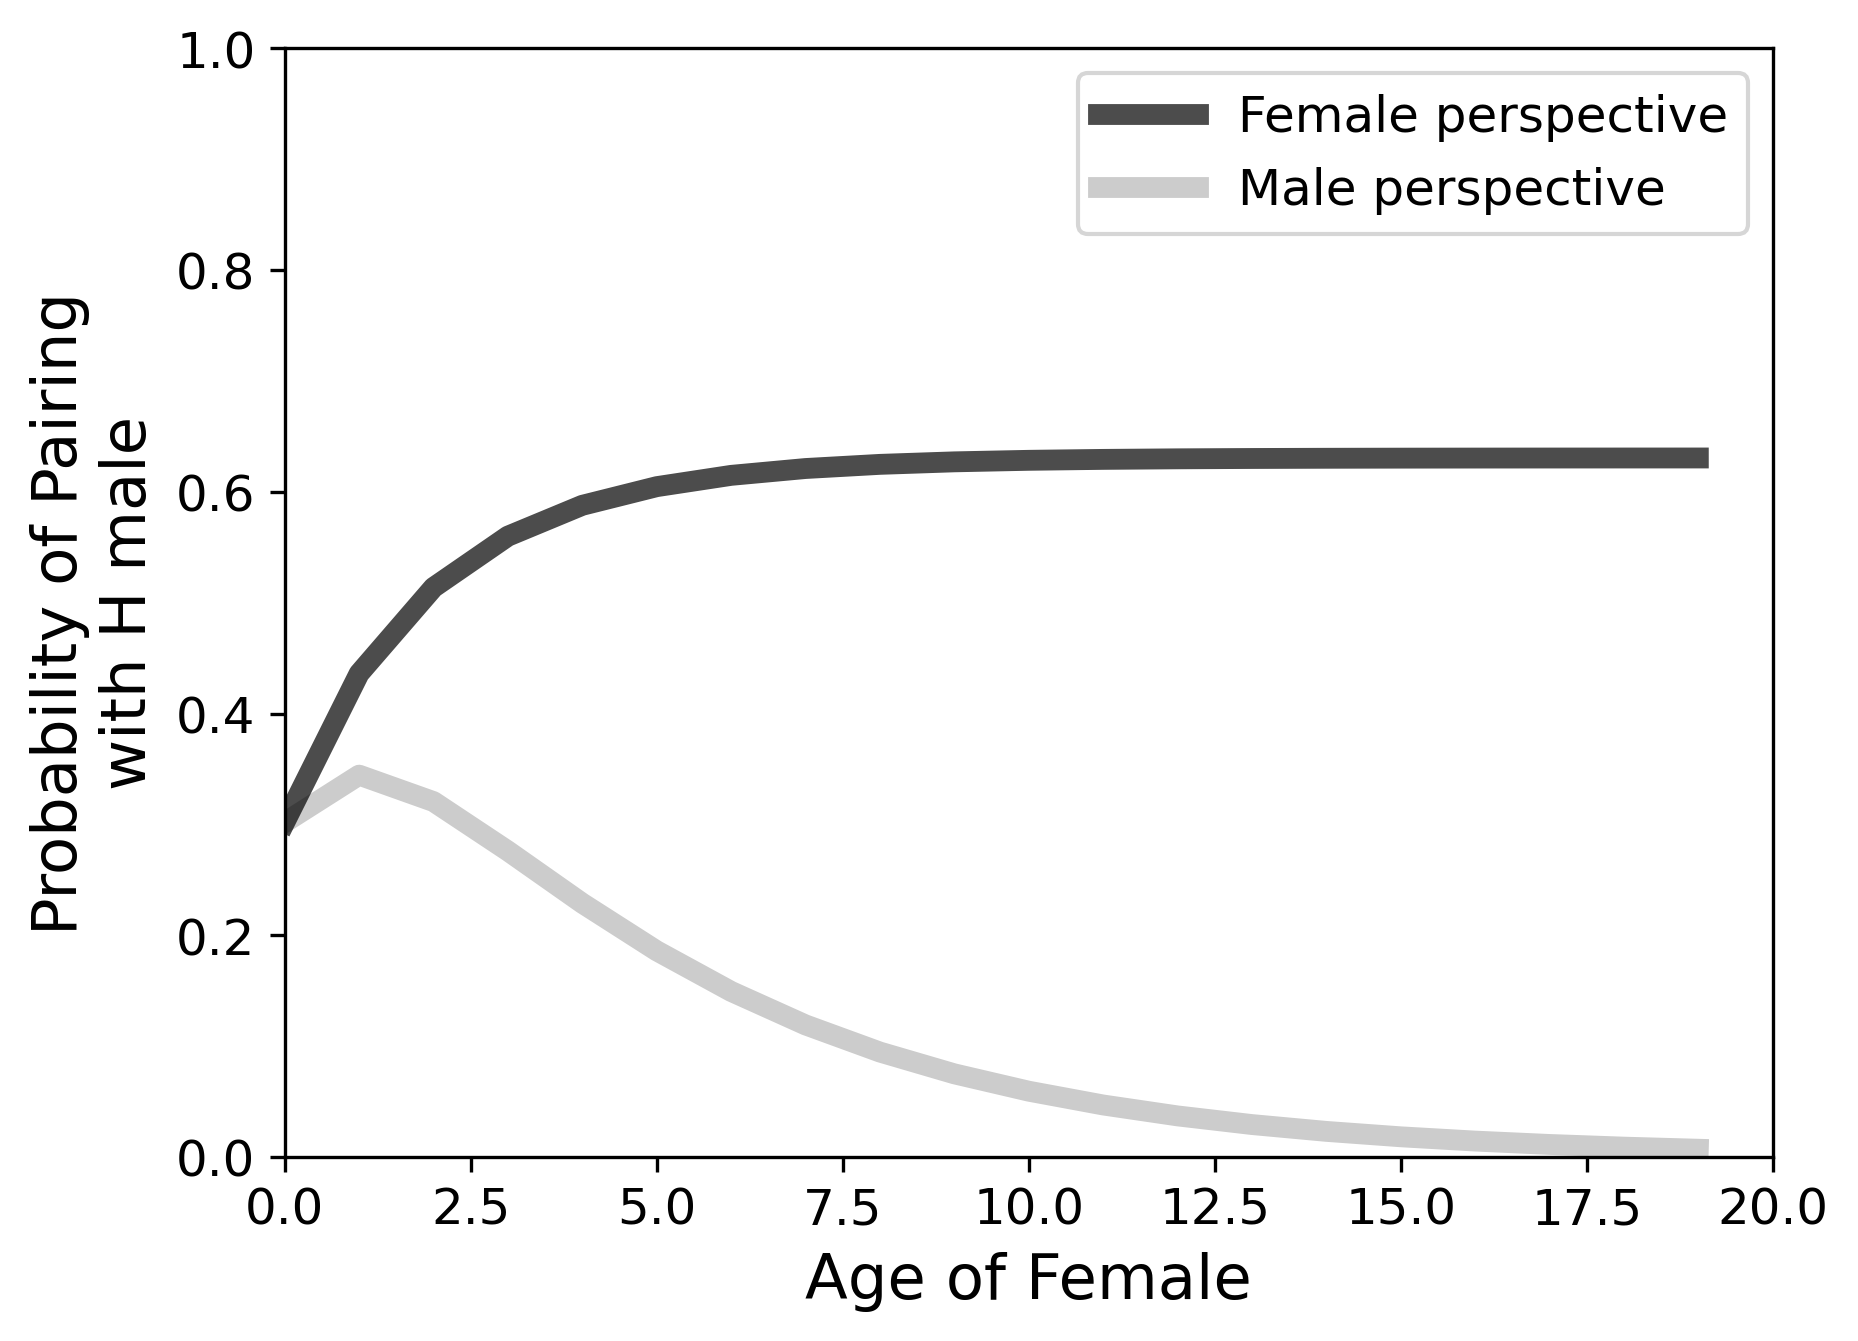 Probability of Pairing
with H male
1.0
0.8
0.6
0.4
0.2
0.0
Female perspective
Male perspective
0.0 2.5 5.0 7.5 10.0 12.5 15.0 17.5 20.0
Age of Female